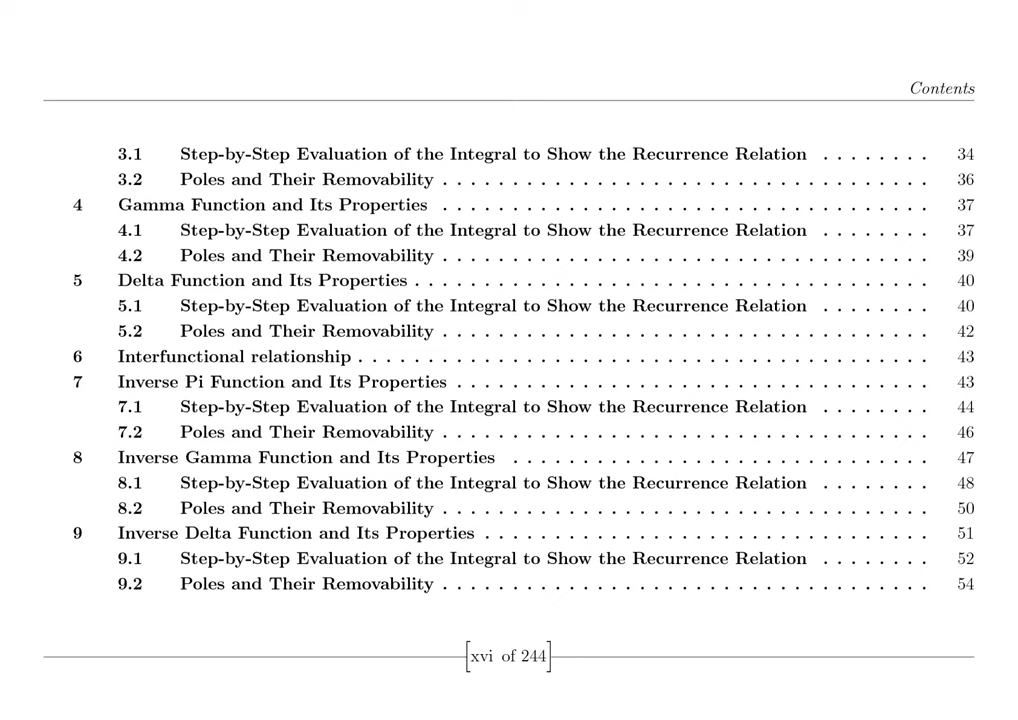 Contents
3.1 Step-by-Step Evaluation of the Integral to Show the Recurrence Relation . . . . . . . . 34
3.2 Poles and Their Removability . . . . . . . . . . . . . . . . . . . . . . . . . . . . . . . . . . . 36
4 Gamma Function and Its Properties . . . . . . . . . . . . . . . . . . . . . . . . . . . . . . . . . . . 37
4.1 Step-by-Step Evaluation of the Integral to Show the Recurrence Relation . . . . . . . . 37
4.2 Poles and Their Removability . . . . . . . . . . . . . . . . . . . . . . . . . . . . . . . . . . . 39
5 Delta Function and Its Properties . . . . . . . . . . . . . . . . . . . . . . . . . . . . . . . . . . . . . 40
5.1 Step-by-Step Evaluation of the Integral to Show the Recurrence Relation . . . . . . . . 40
5.2 Poles and Their Removability . . . . . . . . . . . . . . . . . . . . . . . . . . . . . . . . . . . 42
6 Interfunctional relationship . . . . . . . . . . . . . . . . . . . . . . . . . . . . . . . . . . . . . . . . . 43
7 Inverse Pi Function and Its Properties . . . . . . . . . . . . . . . . . . . . . . . . . . . . . . . . . . 43
7.1 Step-by-Step Evaluation of the Integral to Show the Recurrence Relation . . . . . . . . 44
7.2 Poles and Their Removability . . . . . . . . . . . . . . . . . . . . . . . . . . . . . . . . . . . 46
8 Inverse Gamma Function and Its Properties . . . . . . . . . . . . . . . . . . . . . . . . . . . . . . 47
8.1 Step-by-Step Evaluation of the Integral to Show the Recurrence Relation . . . . . . . . 48
8.2 Poles and Their Removability . . . . . . . . . . . . . . . . . . . . . . . . . . . . . . . . . . . 50
9 Inverse Delta Function and Its Properties . . . . . . . . . . . . . . . . . . . . . . . . . . . . . . . . 51
9.1 Step-by-Step Evaluation of the Integral to Show the Recurrence Relation . . . . . . . . 52
9.2 Poles and Their Removability . . . . . . . . . . . . . . . . . . . . . . . . . . . . . . . . . . . 54
[xvi of 244]